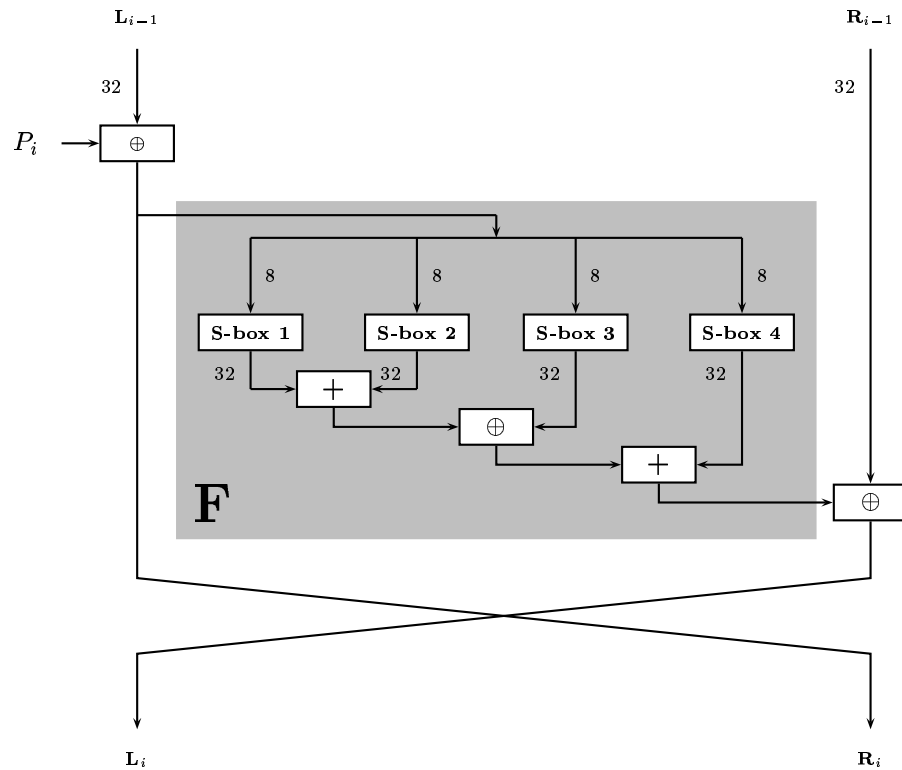 L_{i-1} R_{i-1}
32 32
P_i ⊕
8 8 8 8
S-box 1 S-box 2 S-box 3 S-box 4
32 32 32 32
+
⊕
+
F ⊕
L_i R_i